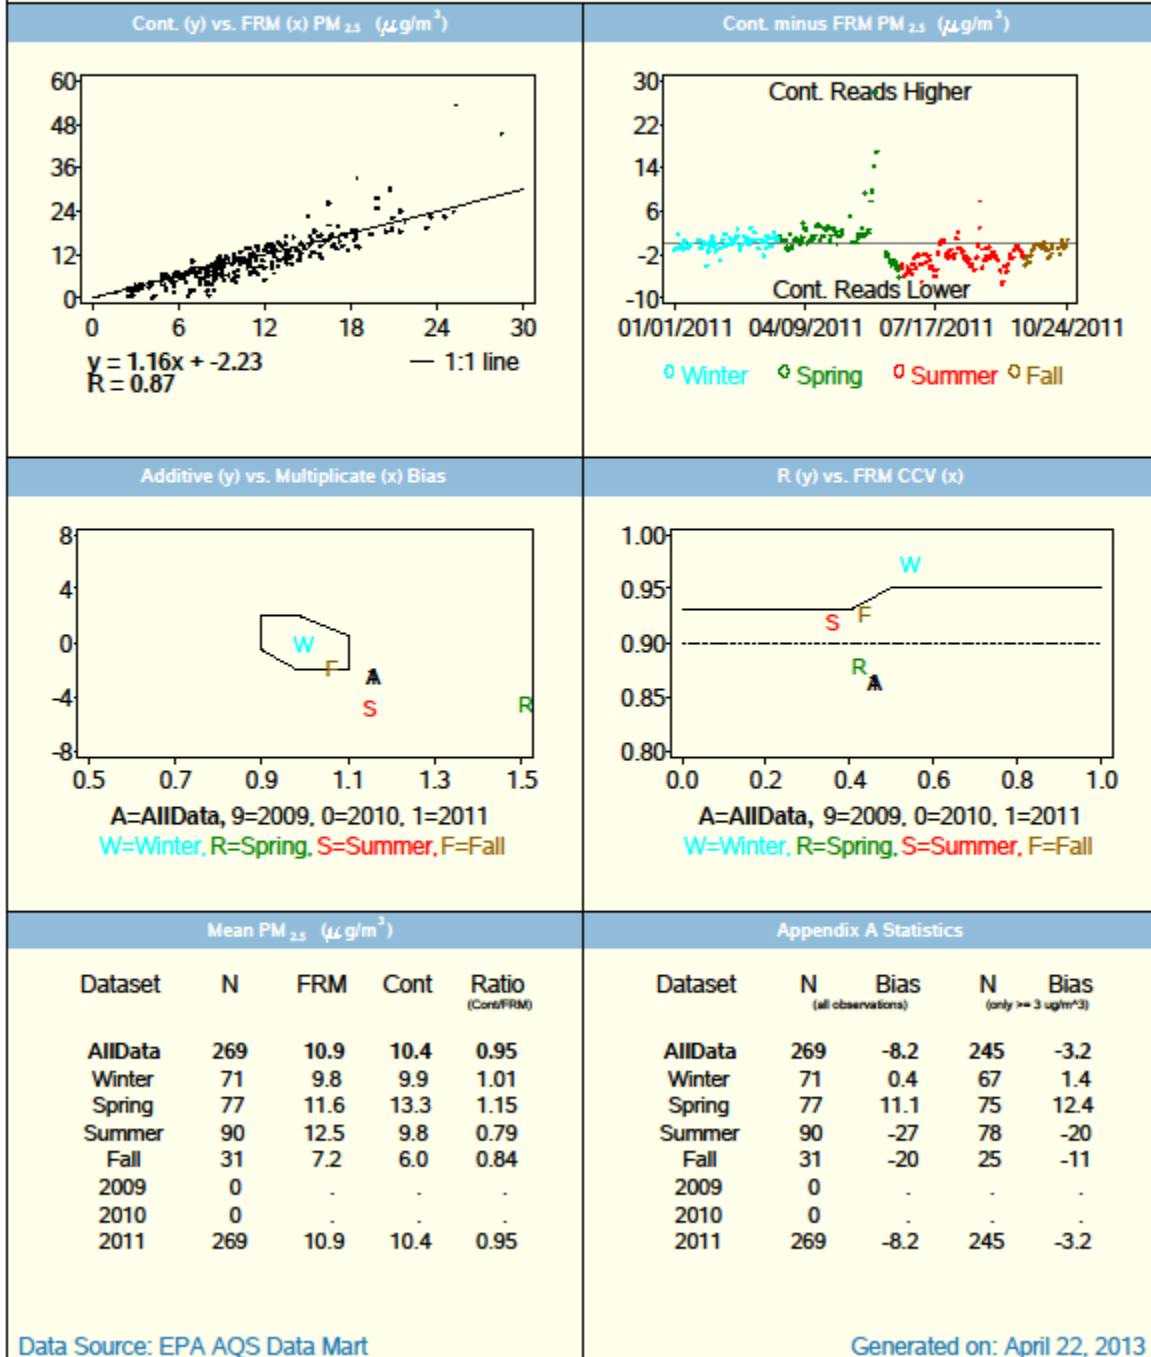 Cont. (y) vs. FRM (x) PM 2.5 (μg/m³)
60
48
36
24
12
0
0 6 12 18 24 30
y = 1.16x + -2.23 — 1:1 line
R = 0.87
Cont. minus FRM PM 2.5 (μg/m³)
30
22
14
6
-2
-10
Cont. Reads Higher
Cont. Reads Lower
01/01/2011 04/09/2011 07/17/2011 10/24/2011
Winter Spring Summer Fall
Additive (y) vs. Multiplicate (x) Bias
8
4
0
-4
-8
W
F
A
S
R
0.5 0.7 0.9 1.1 1.3 1.5
A=AllData, 9=2009, 0=2010, 1=2011
W=Winter, R=Spring, S=Summer, F=Fall
R (y) vs. FRM CCV (x)
1.00
0.95
0.90
0.85
0.80
W
F
S
R
A
0.0 0.2 0.4 0.6 0.8 1.0
A=AllData, 9=2009, 0=2010, 1=2011
W=Winter, R=Spring, S=Summer, F=Fall
Mean PM 2.5 (μg/m³)
Dataset N FRM Cont Ratio
(Cont/FRM)
AllData 269 10.9 10.4 0.95
Winter 71 9.8 9.9 1.01
Spring 77 11.6 13.3 1.15
Summer 90 12.5 9.8 0.79
Fall 31 7.2 6.0 0.84
2009 0 . . .
2010 0 . . .
2011 269 10.9 10.4 0.95
Appendix A Statistics
Dataset N Bias N Bias
(all observations) (only >= 3 ug/m^3)
AllData 269 -8.2 245 -3.2
Winter 71 0.4 67 1.4
Spring 77 11.1 75 12.4
Summer 90 -27 78 -20
Fall 31 -20 25 -11
2009 0 . . .
2010 0 . . .
2011 269 -8.2 245 -3.2
Data Source: EPA AQS Data Mart
Generated on: April 22, 2013